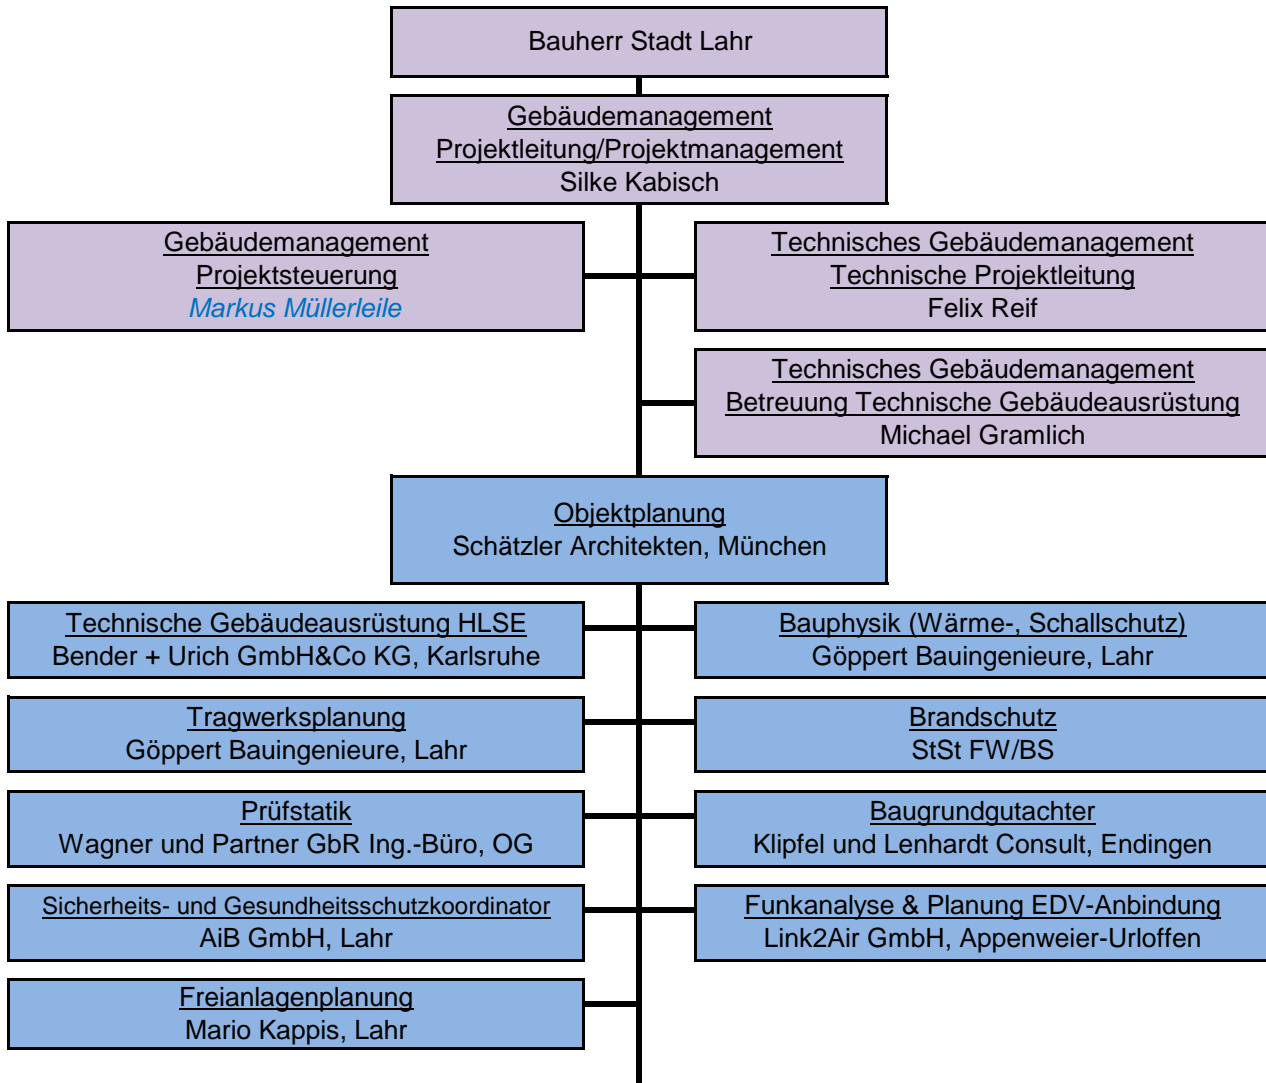 Bauherr Stadt Lahr
Gebäudemanagement
Projektleitung/Projektmanagement
Silke Kabisch
Gebäudemanagement
Projektsteuerung
Markus Müllerleile
Technisches Gebäudemanagement
Technische Projektleitung
Felix Reif
Technisches Gebäudemanagement
Betreuung Technische Gebäudeausrüstung
Michael Gramlich
Objektplanung
Schätzler Architekten, München
Technische Gebäudeausrüstung HLSE
Bender + Urich GmbH&Co KG, Karlsruhe
Bauphysik (Wärme-, Schallschutz)
Göppert Bauingenieure, Lahr
Tragwerksplanung
Göppert Bauingenieure, Lahr
Brandschutz
StSt FW/BS
Prüfstatik
Wagner und Partner GbR Ing.-Büro, OG
Baugrundgutachter
Klipfel und Lenhardt Consult, Endingen
Sicherheits- und Gesundheitsschutzkoordinator
AiB GmbH, Lahr
Funkanalyse & Planung EDV-Anbindung
Link2Air GmbH, Appenweier-Urloffen
Freianlagenplanung
Mario Kappis, Lahr